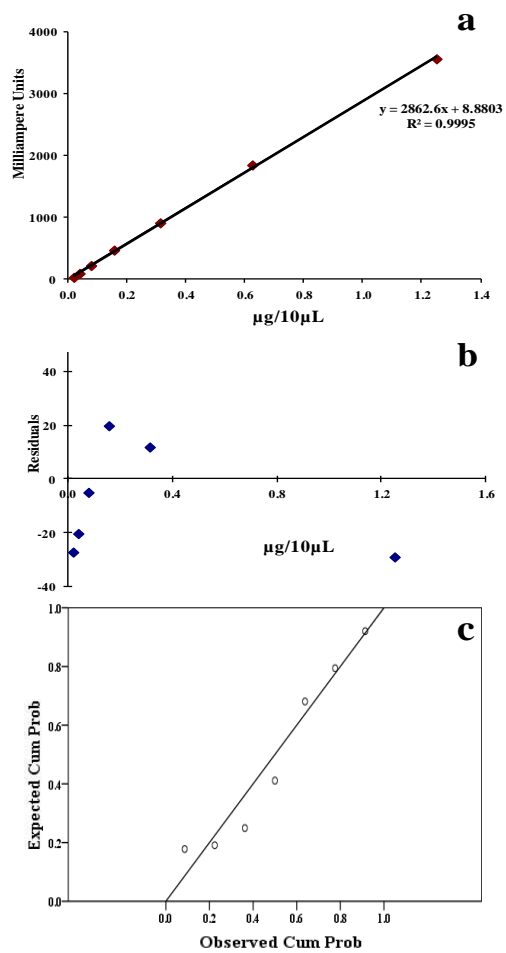 a
4000
3000
2000
1000
0
Milliampere Units
y = 2862.6x + 8.8803
R² = 0.9995
0.0 0.2 0.4 0.6 0.8 1.0 1.2 1.4
µg/10µL
b
40
20
0
-20
-40
Residuals
0.0 0.4 0.8 1.2 1.6
µg/10µL
c
1.0
0.8
0.6
0.4
0.2
0.0
Expected Cum Prob
0.0 0.2 0.4 0.6 0.8 1.0
Observed Cum Prob